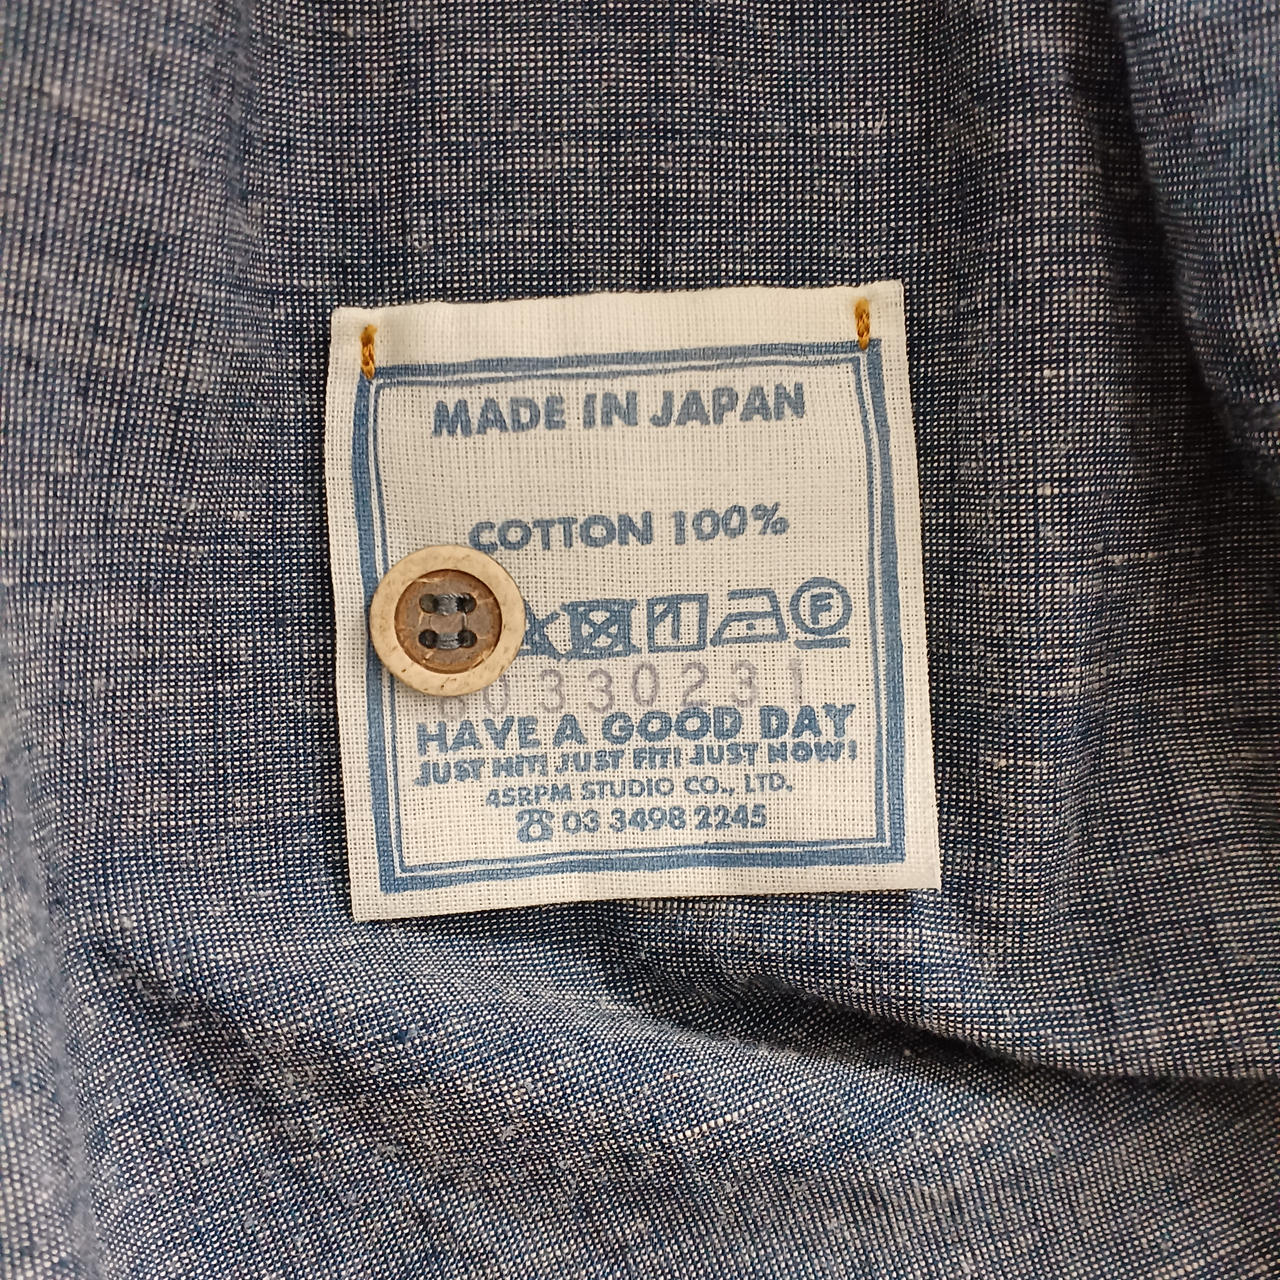 MADE IN JAPAN
COTTON 100%
F
60330231
HAVE A GOOD DAY
JUST HIT! JUST FIT! JUST NOW!
45RPM STUDIO CO., LTD.
☎ 03 3498 2245